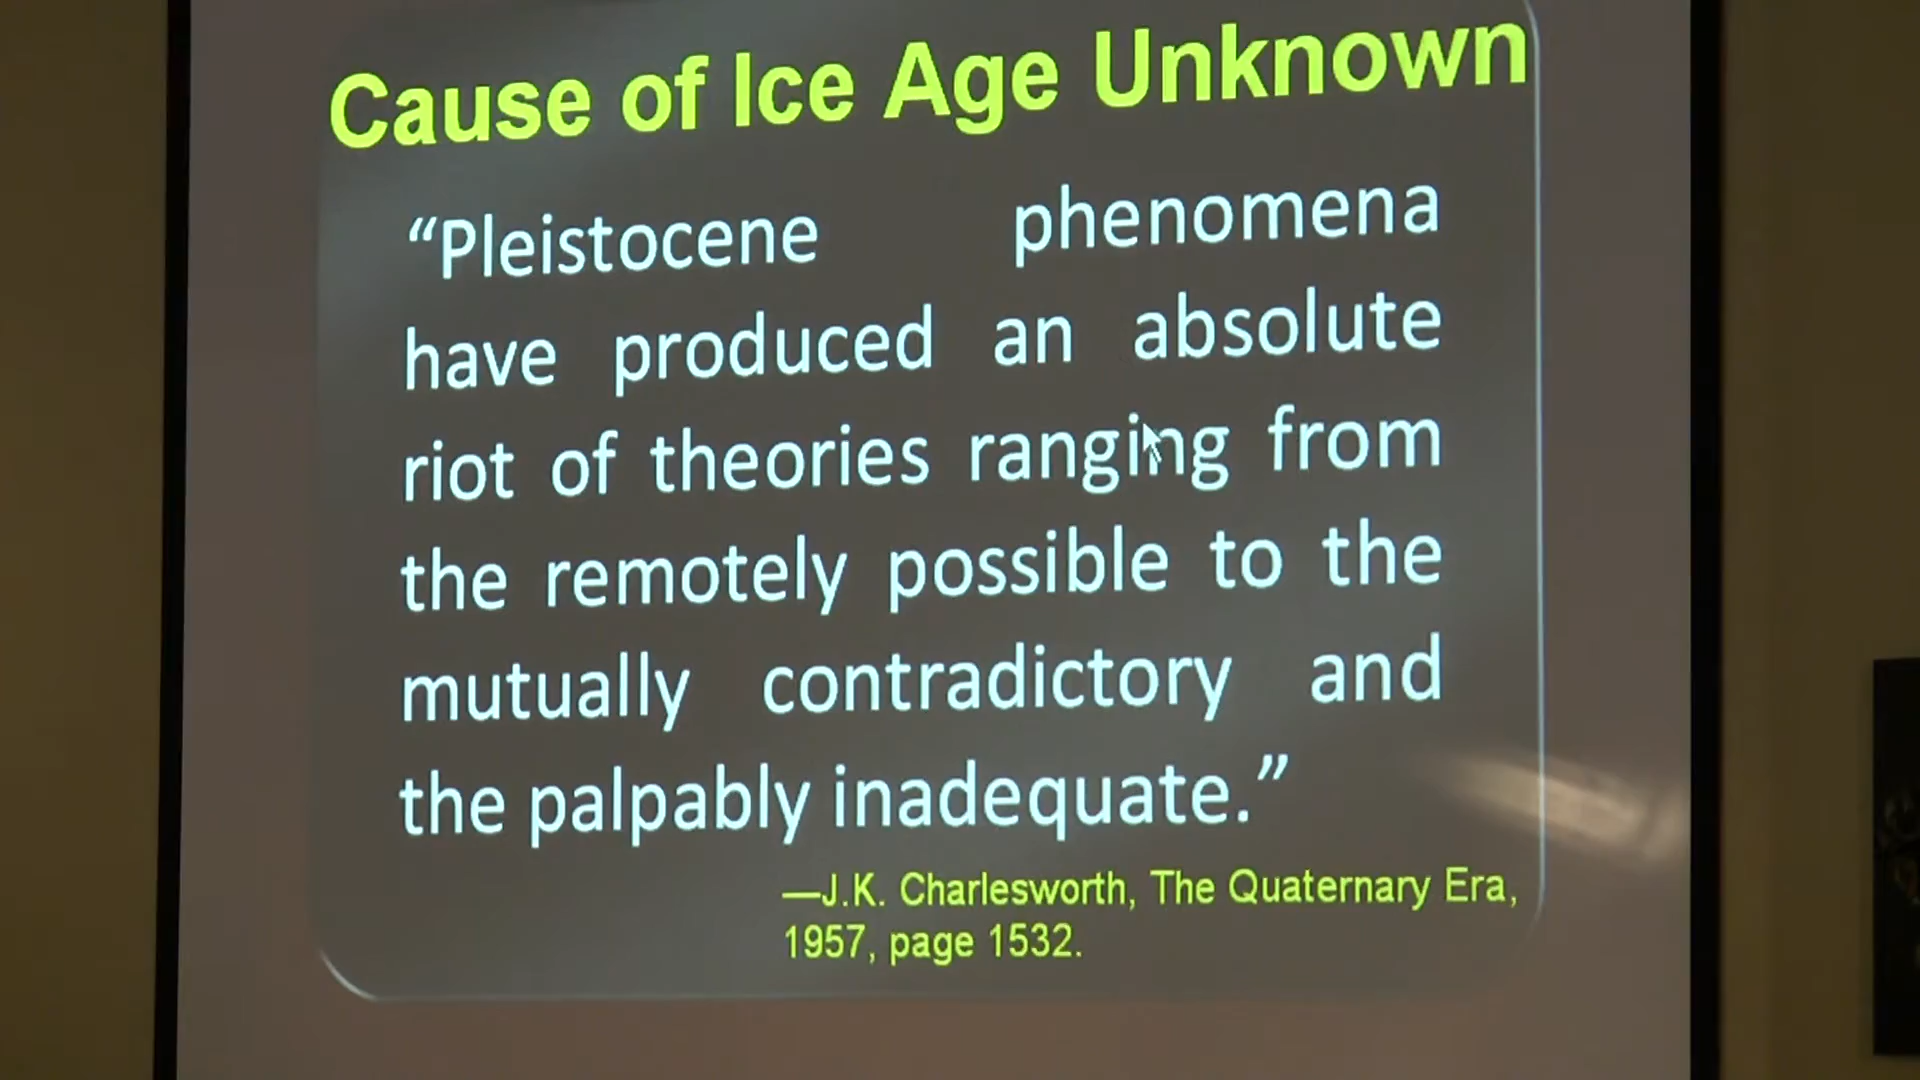 Cause of Ice Age Unknown
“Pleistocene phenomena
have produced an absolute
riot of theories ranging from
the remotely possible to the
mutually contradictory and
the palpably inadequate.”
—J.K. Charlesworth, The Quaternary Era,
1957, page 1532.